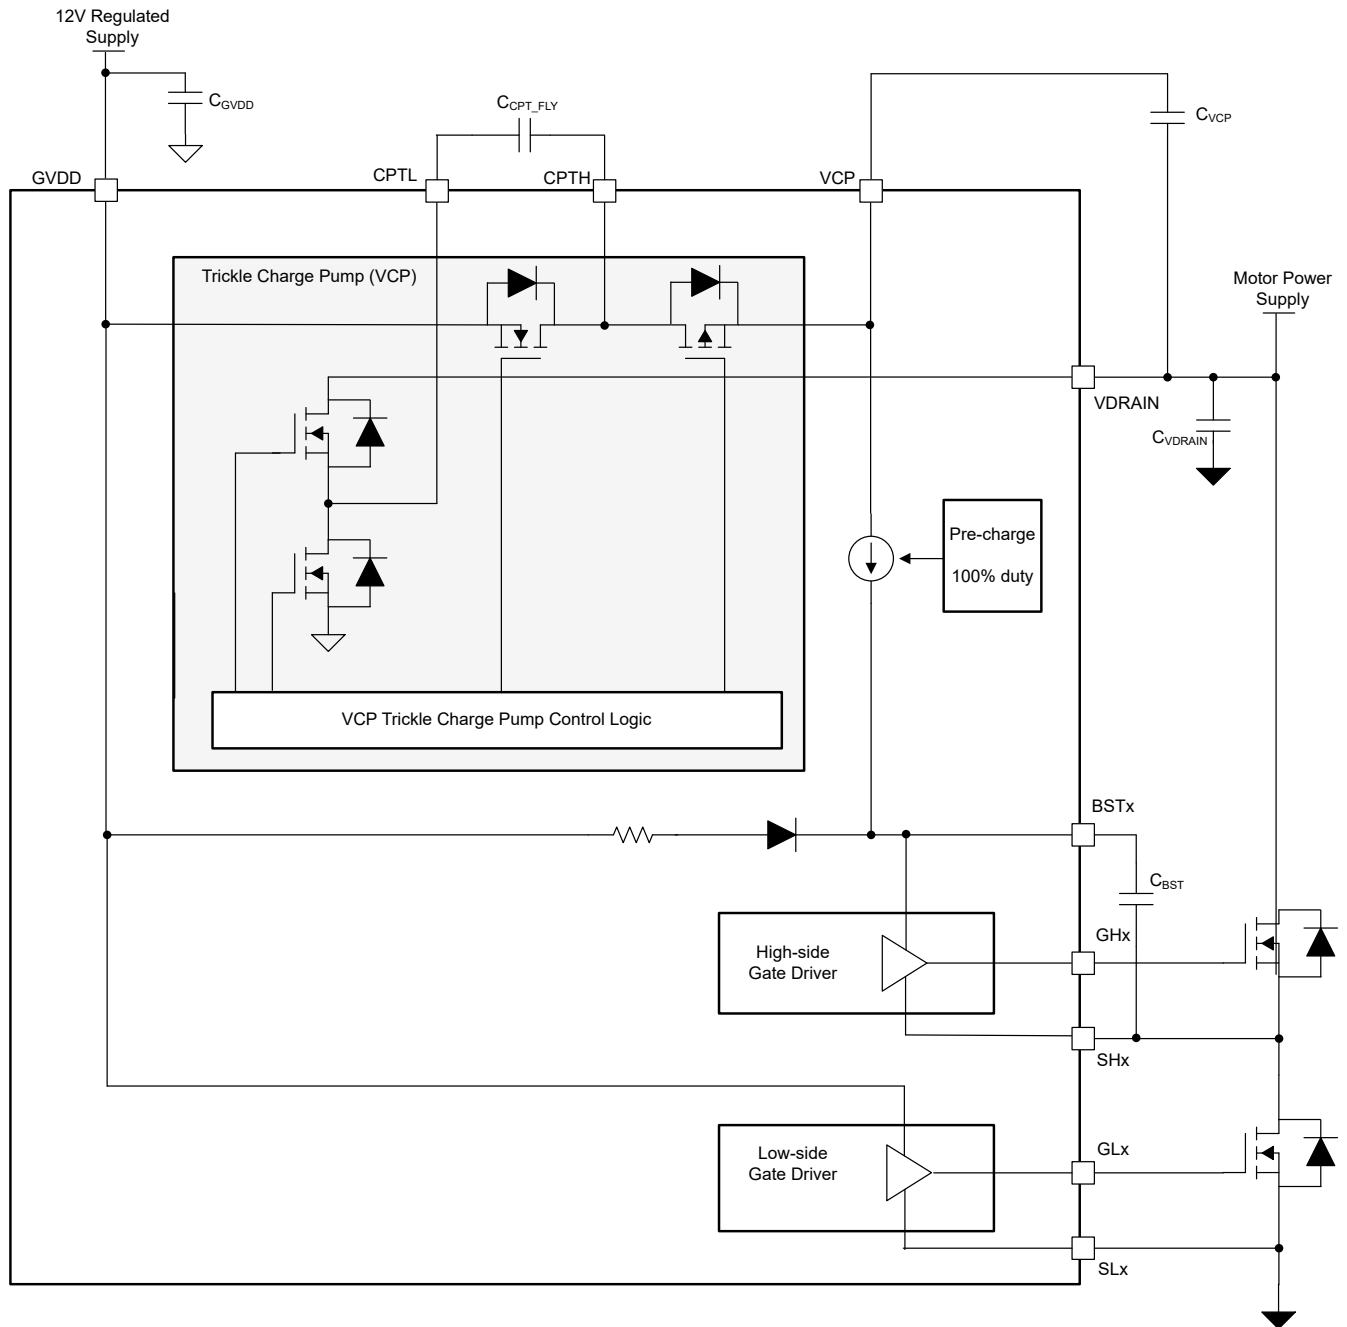 12V Regulated
Supply
CGVDD
CCPT_FLY
CVCP
GVDD
CPTL
CPTH
VCP
Trickle Charge Pump (VCP)
Motor Power
Supply
VDRAIN
CVDRAIN
Pre-charge
100% duty
VCP Trickle Charge Pump Control Logic
BSTx
CBST
High-side
Gate Driver
GHx
SHx
Low-side
Gate Driver
GLx
SLx